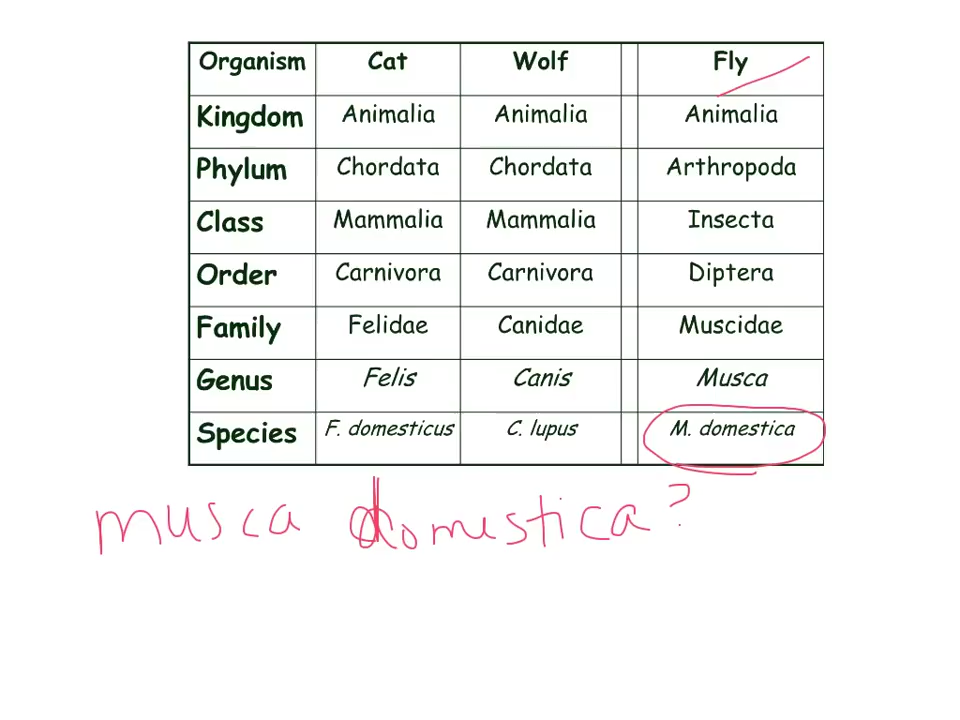 Organism Cat Wolf Fly
Kingdom Animalia Animalia Animalia
Phylum Chordata Chordata Arthropoda
Class Mammalia Mammalia Insecta
Order Carnivora Carnivora Diptera
Family Felidae Canidae Muscidae
Genus Felis Canis Musca
Species F. domesticus C. lupus M. domestica
musca domestica?